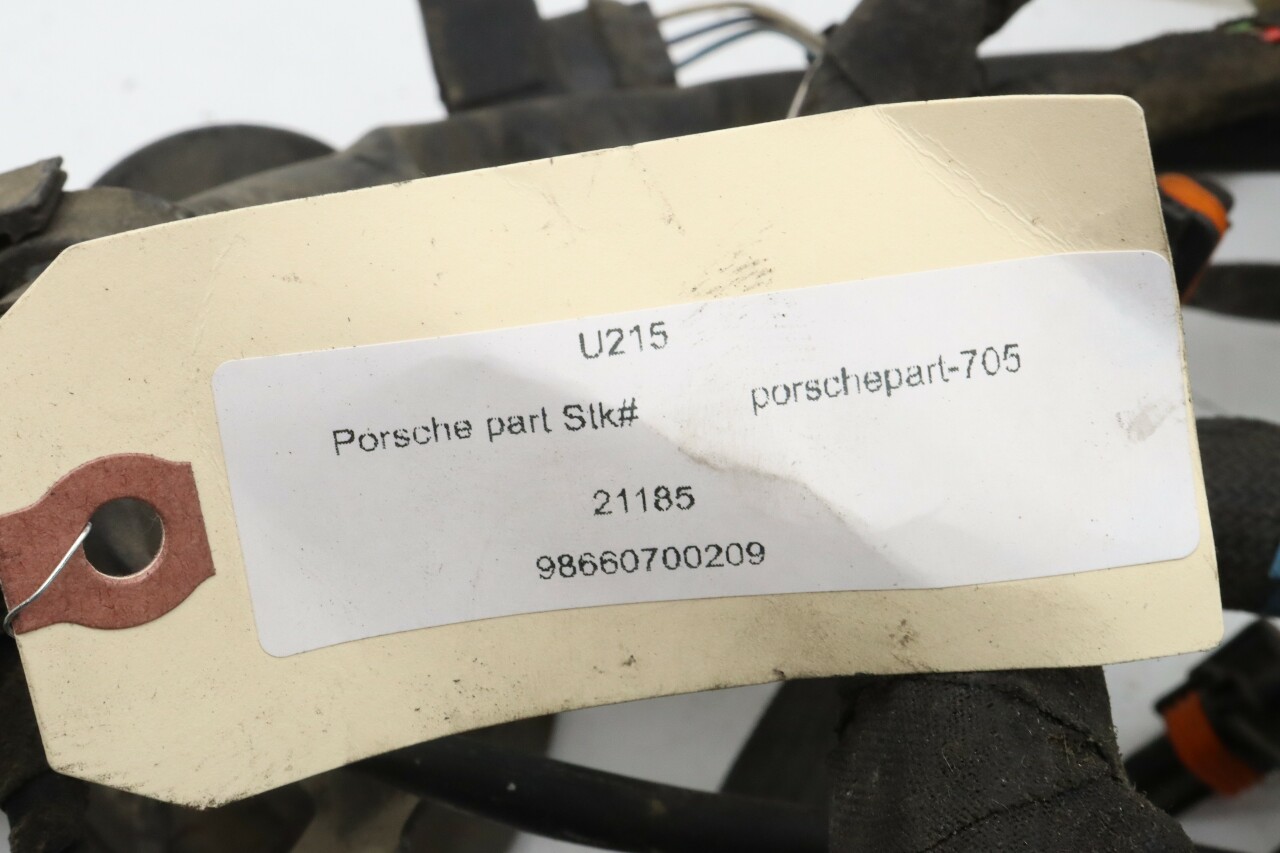 U215
Porsche part Stk# porschepart-705
21185
98660700209